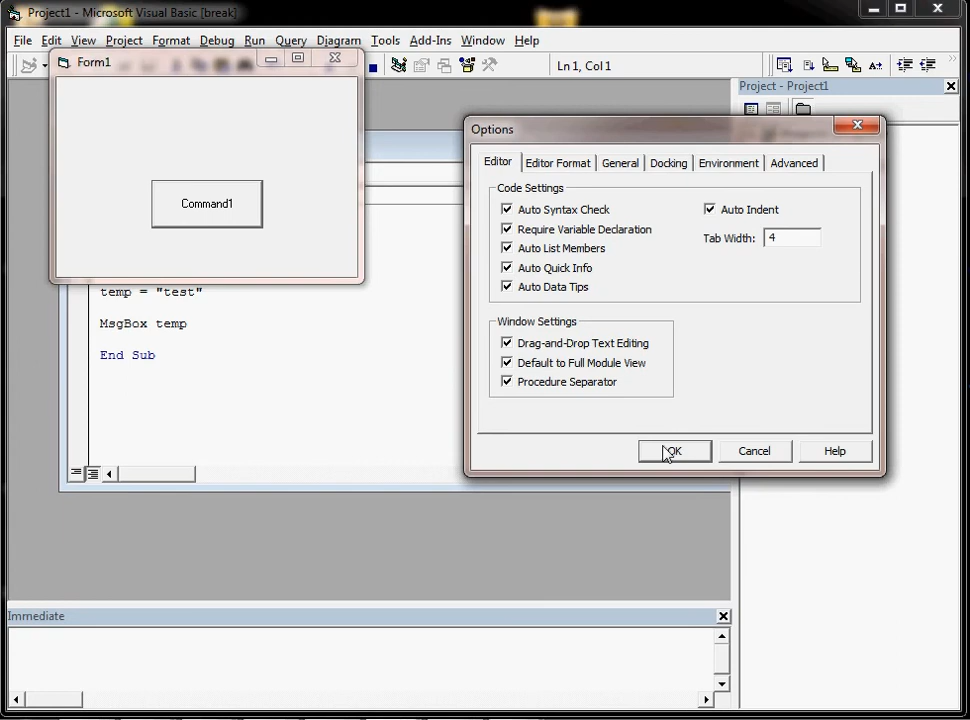 Project1 - Microsoft Visual Basic [break]
File Edit View Project Format Debug Run Query Diagram Tools Add-Ins Window Help
Ln 1, Col 1
Form1
Command1
Project - Project1
Options
Editor Editor Format General Docking Environment Advanced
Code Settings
Auto Syntax Check
Auto Indent
Require Variable Declaration
Tab Width: 4
Auto List Members
Auto Quick Info
Auto Data Tips
Window Settings
Drag-and-Drop Text Editing
Default to Full Module View
Procedure Separator
OK Cancel Help
temp = "test"
MsgBox temp
End Sub
Immediate